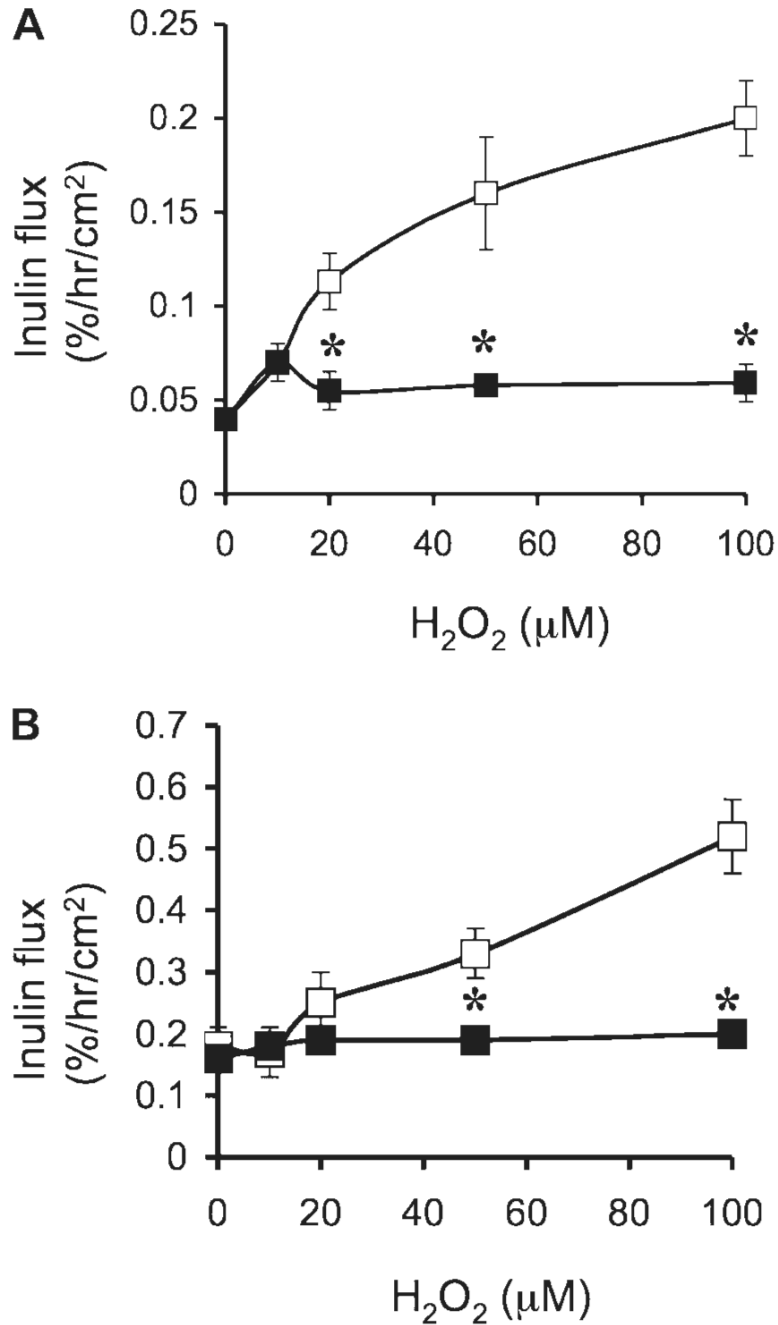 A
0.25
0.2
0.15
0.1
0.05
0
Inulin flux
(%/hr/cm²)
* * *
0 20 40 60 80 100
H₂O₂ (μM)
B
0.7
0.6
0.5
0.4
0.3
0.2
0.1
0
Inulin flux
(%/hr/cm²)
* *
0 20 40 60 80 100
H₂O₂ (μM)